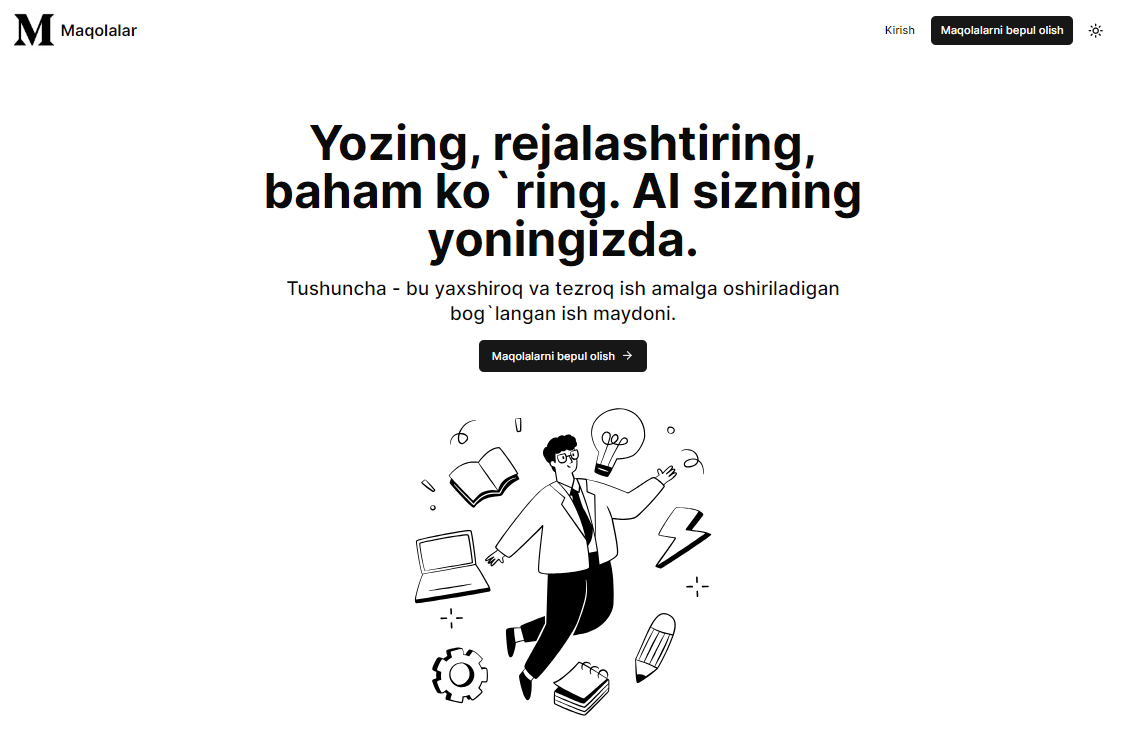 M Maqolalar
Kirish
Maqolalarni bepul olish
Yozing, rejalashtiring,
baham ko`ring. AI sizning
yoningizda.
Tushuncha - bu yaxshiroq va tezroq ish amalga oshiriladigan
bog`langan ish maydoni.
Maqolalarni bepul olish →